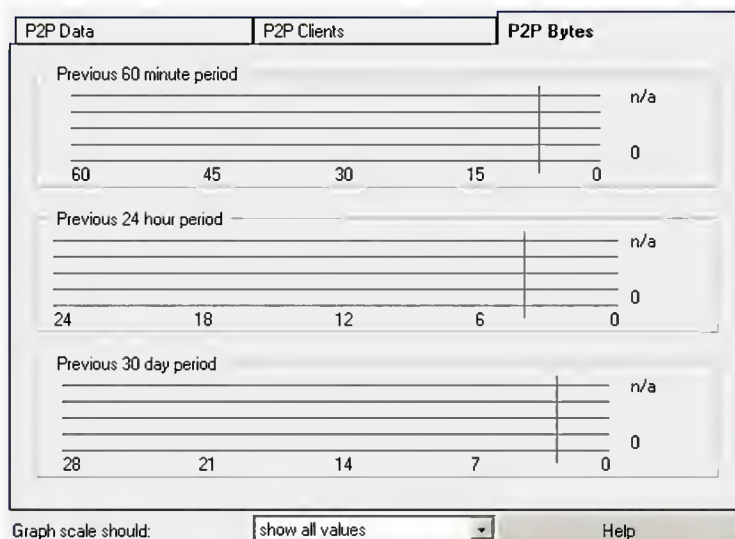 P2P Data P2P Clients P2P Bytes
Previous 60 minute period
n/a
0
60 45 30 15 0
Previous 24 hour period
n/a
0
24 18 12 6 0
Previous 30 day period
n/a
0
28 21 14 7 0
Graph scale should: show all values Help